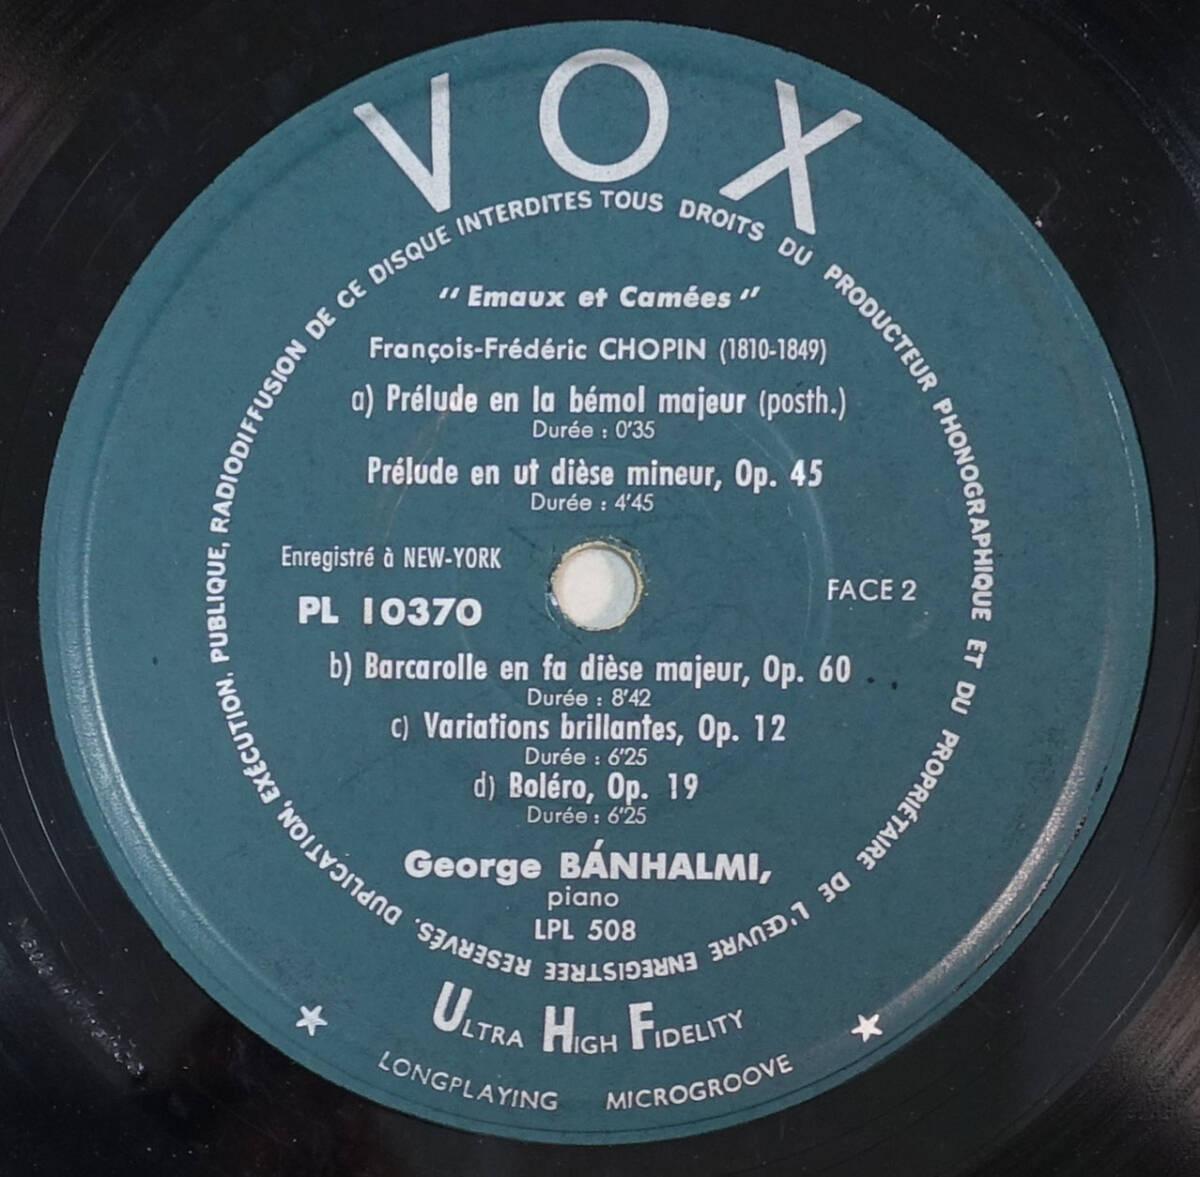 VOX
TOUS DROITS DU PRODUCTEUR PHONOGRAPHIQUE ET DU PROPRIÉTAIRE DE L'ŒUVRE ENREGISTRÉE RÉSERVÉS. DUPLICATION, EXÉCUTION. PUBLIQUE, RADIODIFFUSION DE CE DISQUE INTERDITES
"Emaux et Camées"
François-Frédéric CHOPIN (1810-1849)
a) Prélude en la bémol majeur (posth.)
Durée : 0'35
Prélude en ut dièse mineur, Op. 45
Durée : 4'45
Enregistré à NEW-YORK
PL 10370
FACE 2
b) Barcarolle en fa dièse majeur, Op. 60
Durée : 8'42
c) Variations brillantes, Op. 12
Durée : 6'25
d) Boléro, Op. 19
Durée : 6'25
George BÁNHALMI,
piano
LPL 508
ULTRA HIGH FIDELITY
LONGPLAYING MICROGROOVE